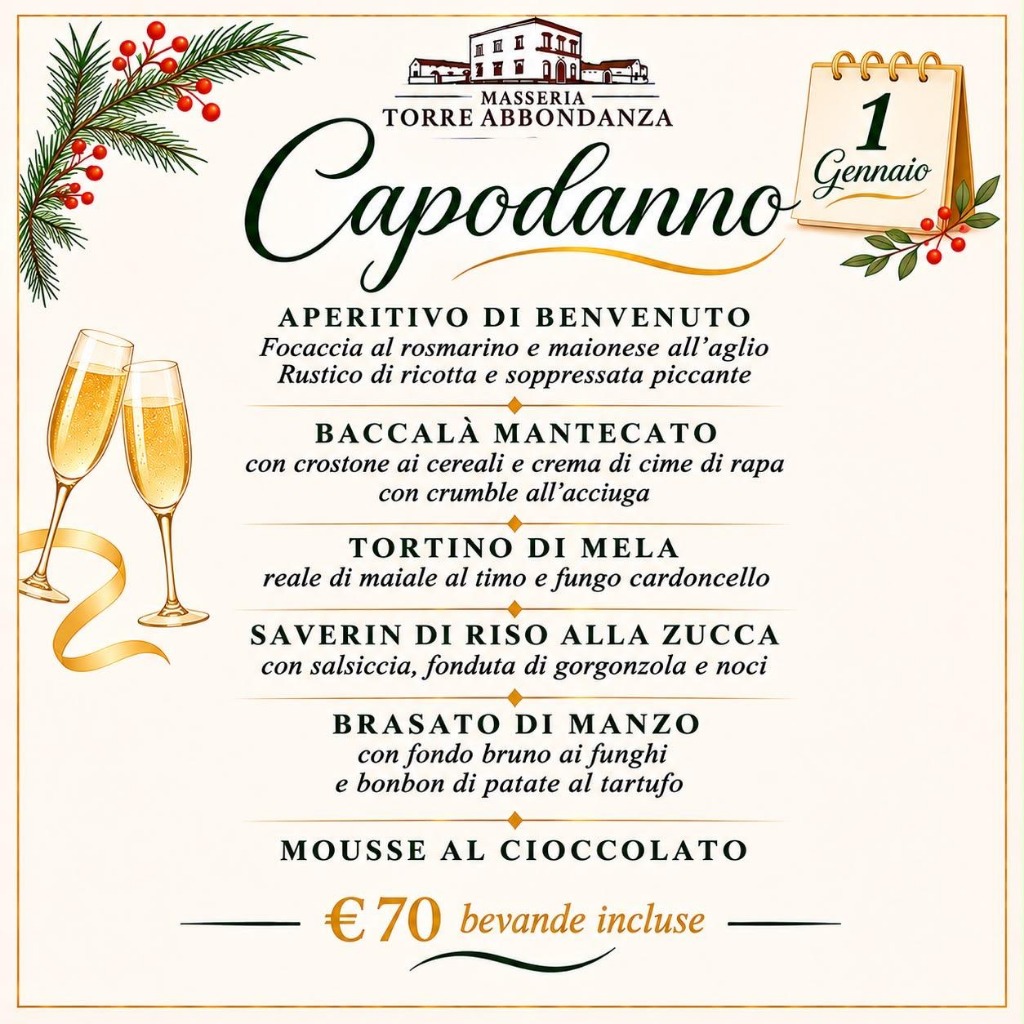 MASSERIA
TORRE ABBONDANZA
Capodanno
1
Gennaio
APERITIVO DI BENVENUTO
Focaccia al rosmarino e maionese all'aglio
Rustico di ricotta e soppressata piccante
BACCALÀ MANTECATO
con crostone ai cereali e crema di cime di rapa
con crumble all'acciuga
TORTINO DI MELA
reale di maiale al timo e fungo cardoncello
SAVERIN DI RISO ALLA ZUCCA
con salsiccia, fonduta di gorgonzola e noci
BRASATO DI MANZO
con fondo bruno ai funghi
e bonbon di patate al tartufo
MOUSSE AL CIOCCOLATO
€ 70 bevande incluse